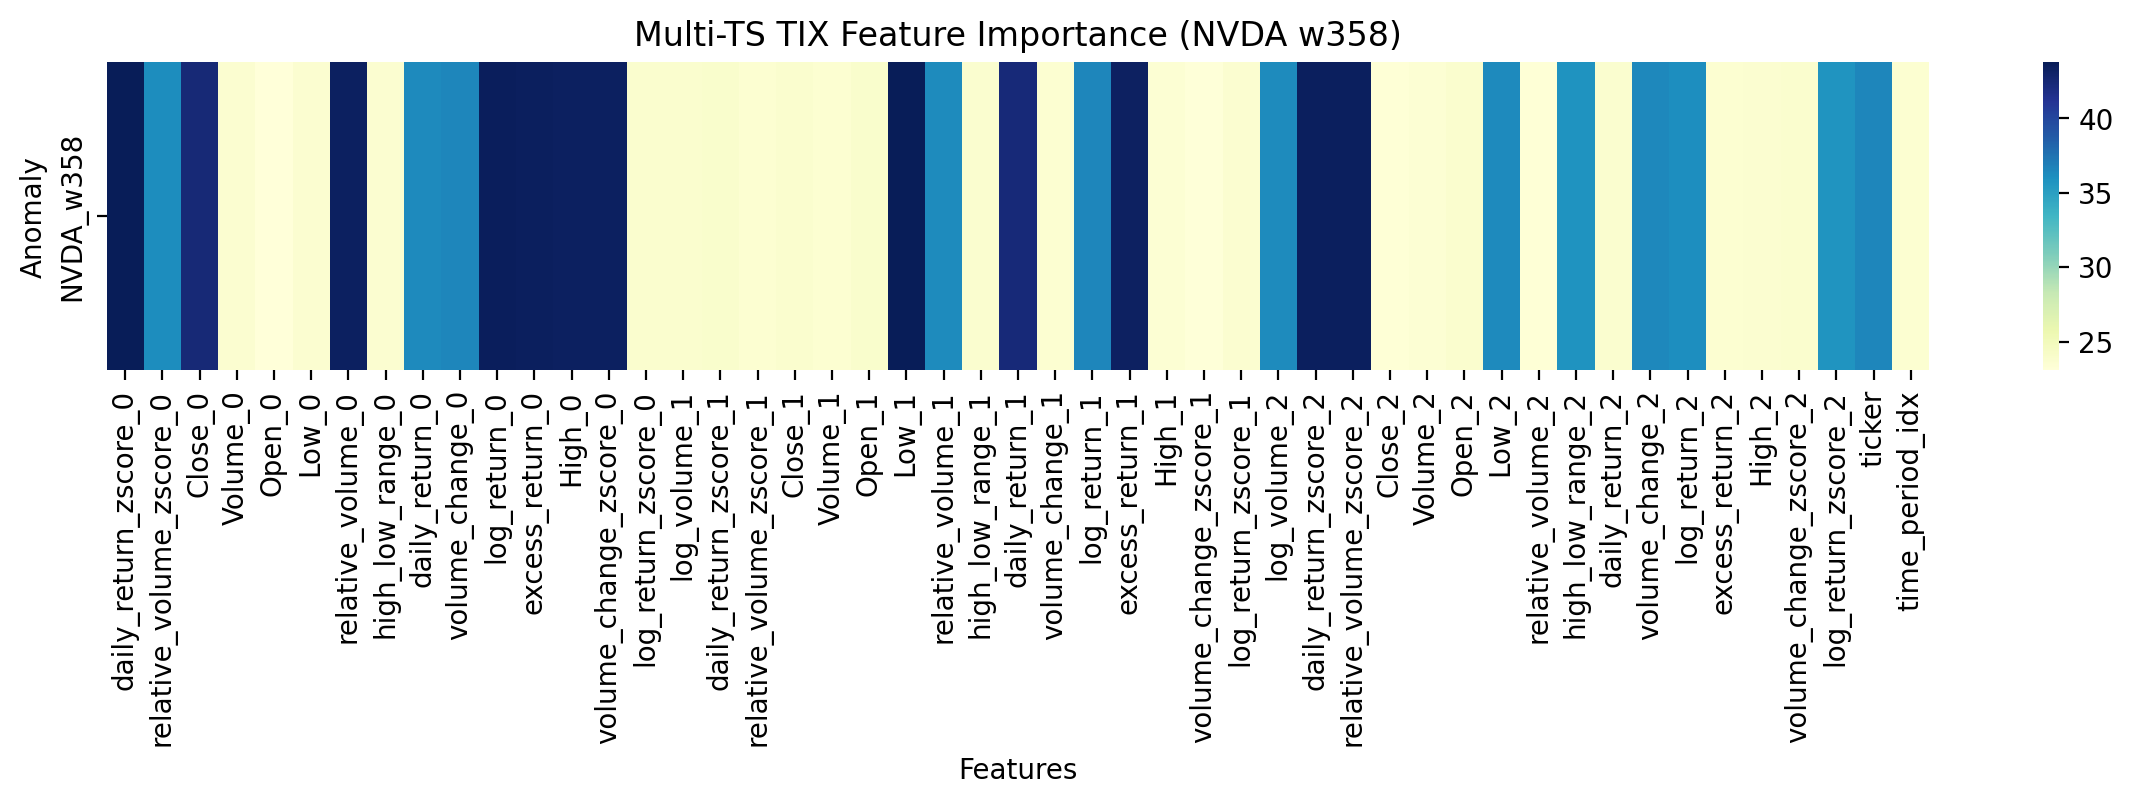 Multi-TS TIX Feature Importance (NVDA w358)
Anomaly
NVDA_w358
40
35
30
25
daily_return_zscore_0
relative_volume_zscore_0
Close_0
Volume_0
Open_0
Low_0
relative_volume_0
high_low_range_0
daily_return_0
volume_change_0
log_return_0
excess_return_0
High_0
volume_change_zscore_0
log_return_zscore_0
log_volume_1
daily_return_zscore_1
relative_volume_zscore_1
Close_1
Volume_1
Open_1
Low_1
relative_volume_1
high_low_range_1
daily_return_1
volume_change_1
log_return_1
excess_return_1
High_1
volume_change_zscore_1
log_return_zscore_1
log_volume_2
daily_return_zscore_2
relative_volume_zscore_2
Close_2
Volume_2
Open_2
Low_2
relative_volume_2
high_low_range_2
daily_return_2
volume_change_2
log_return_2
excess_return_2
High_2
volume_change_zscore_2
log_return_zscore_2
ticker
time_period_idx
Features